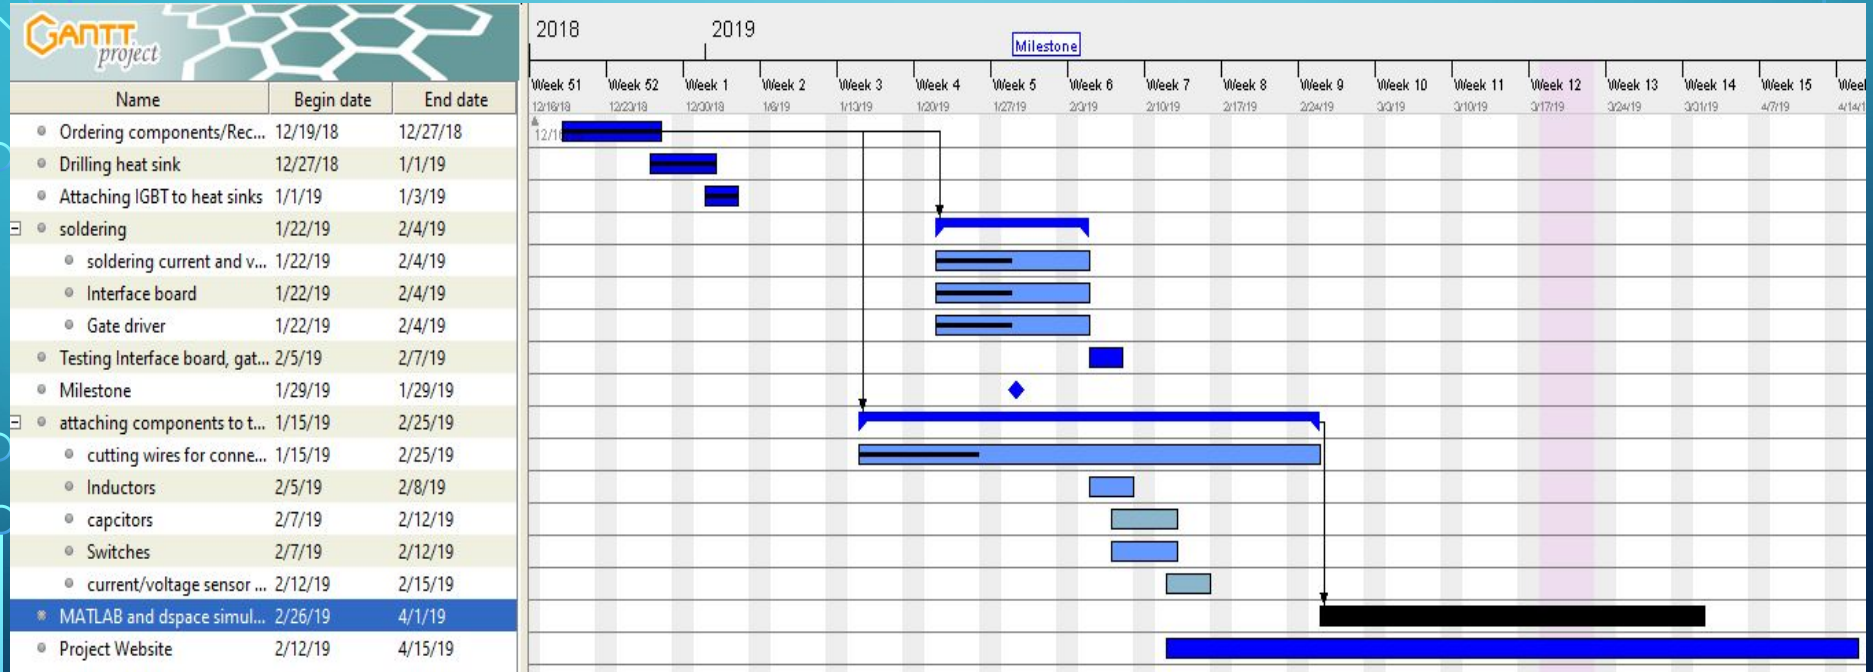 GANTT
project
2018 2019
Milestone
Week 51 Week 52 Week 1 Week 2 Week 3 Week 4 Week 5 Week 6 Week 7 Week 8 Week 9 Week 10 Week 11 Week 12 Week 13 Week 14 Week 15 Weel
12/16/18 12/23/18 12/30/18 1/6/19 1/13/19 1/20/19 1/27/19 2/3/19 2/10/19 2/17/19 2/24/19 3/3/19 3/10/19 3/17/19 3/24/19 3/31/19 4/7/19 4/14/1
Name Begin date End date
Ordering components/Rec... 12/19/18 12/27/18
12/1
Drilling heat sink 12/27/18 1/1/19
Attaching IGBT to heat sinks 1/1/19 1/3/19
soldering 1/22/19 2/4/19
soldering current and v... 1/22/19 2/4/19
Interface board 1/22/19 2/4/19
Gate driver 1/22/19 2/4/19
Testing Interface board, gat... 2/5/19 2/7/19
Milestone 1/29/19 1/29/19
attaching components to t... 1/15/19 2/25/19
cutting wires for conne... 1/15/19 2/25/19
Inductors 2/5/19 2/8/19
capcitors 2/7/19 2/12/19
Switches 2/7/19 2/12/19
current/voltage sensor ... 2/12/19 2/15/19
MATLAB and dspace simul... 2/26/19 4/1/19
Project Website 2/12/19 4/15/19